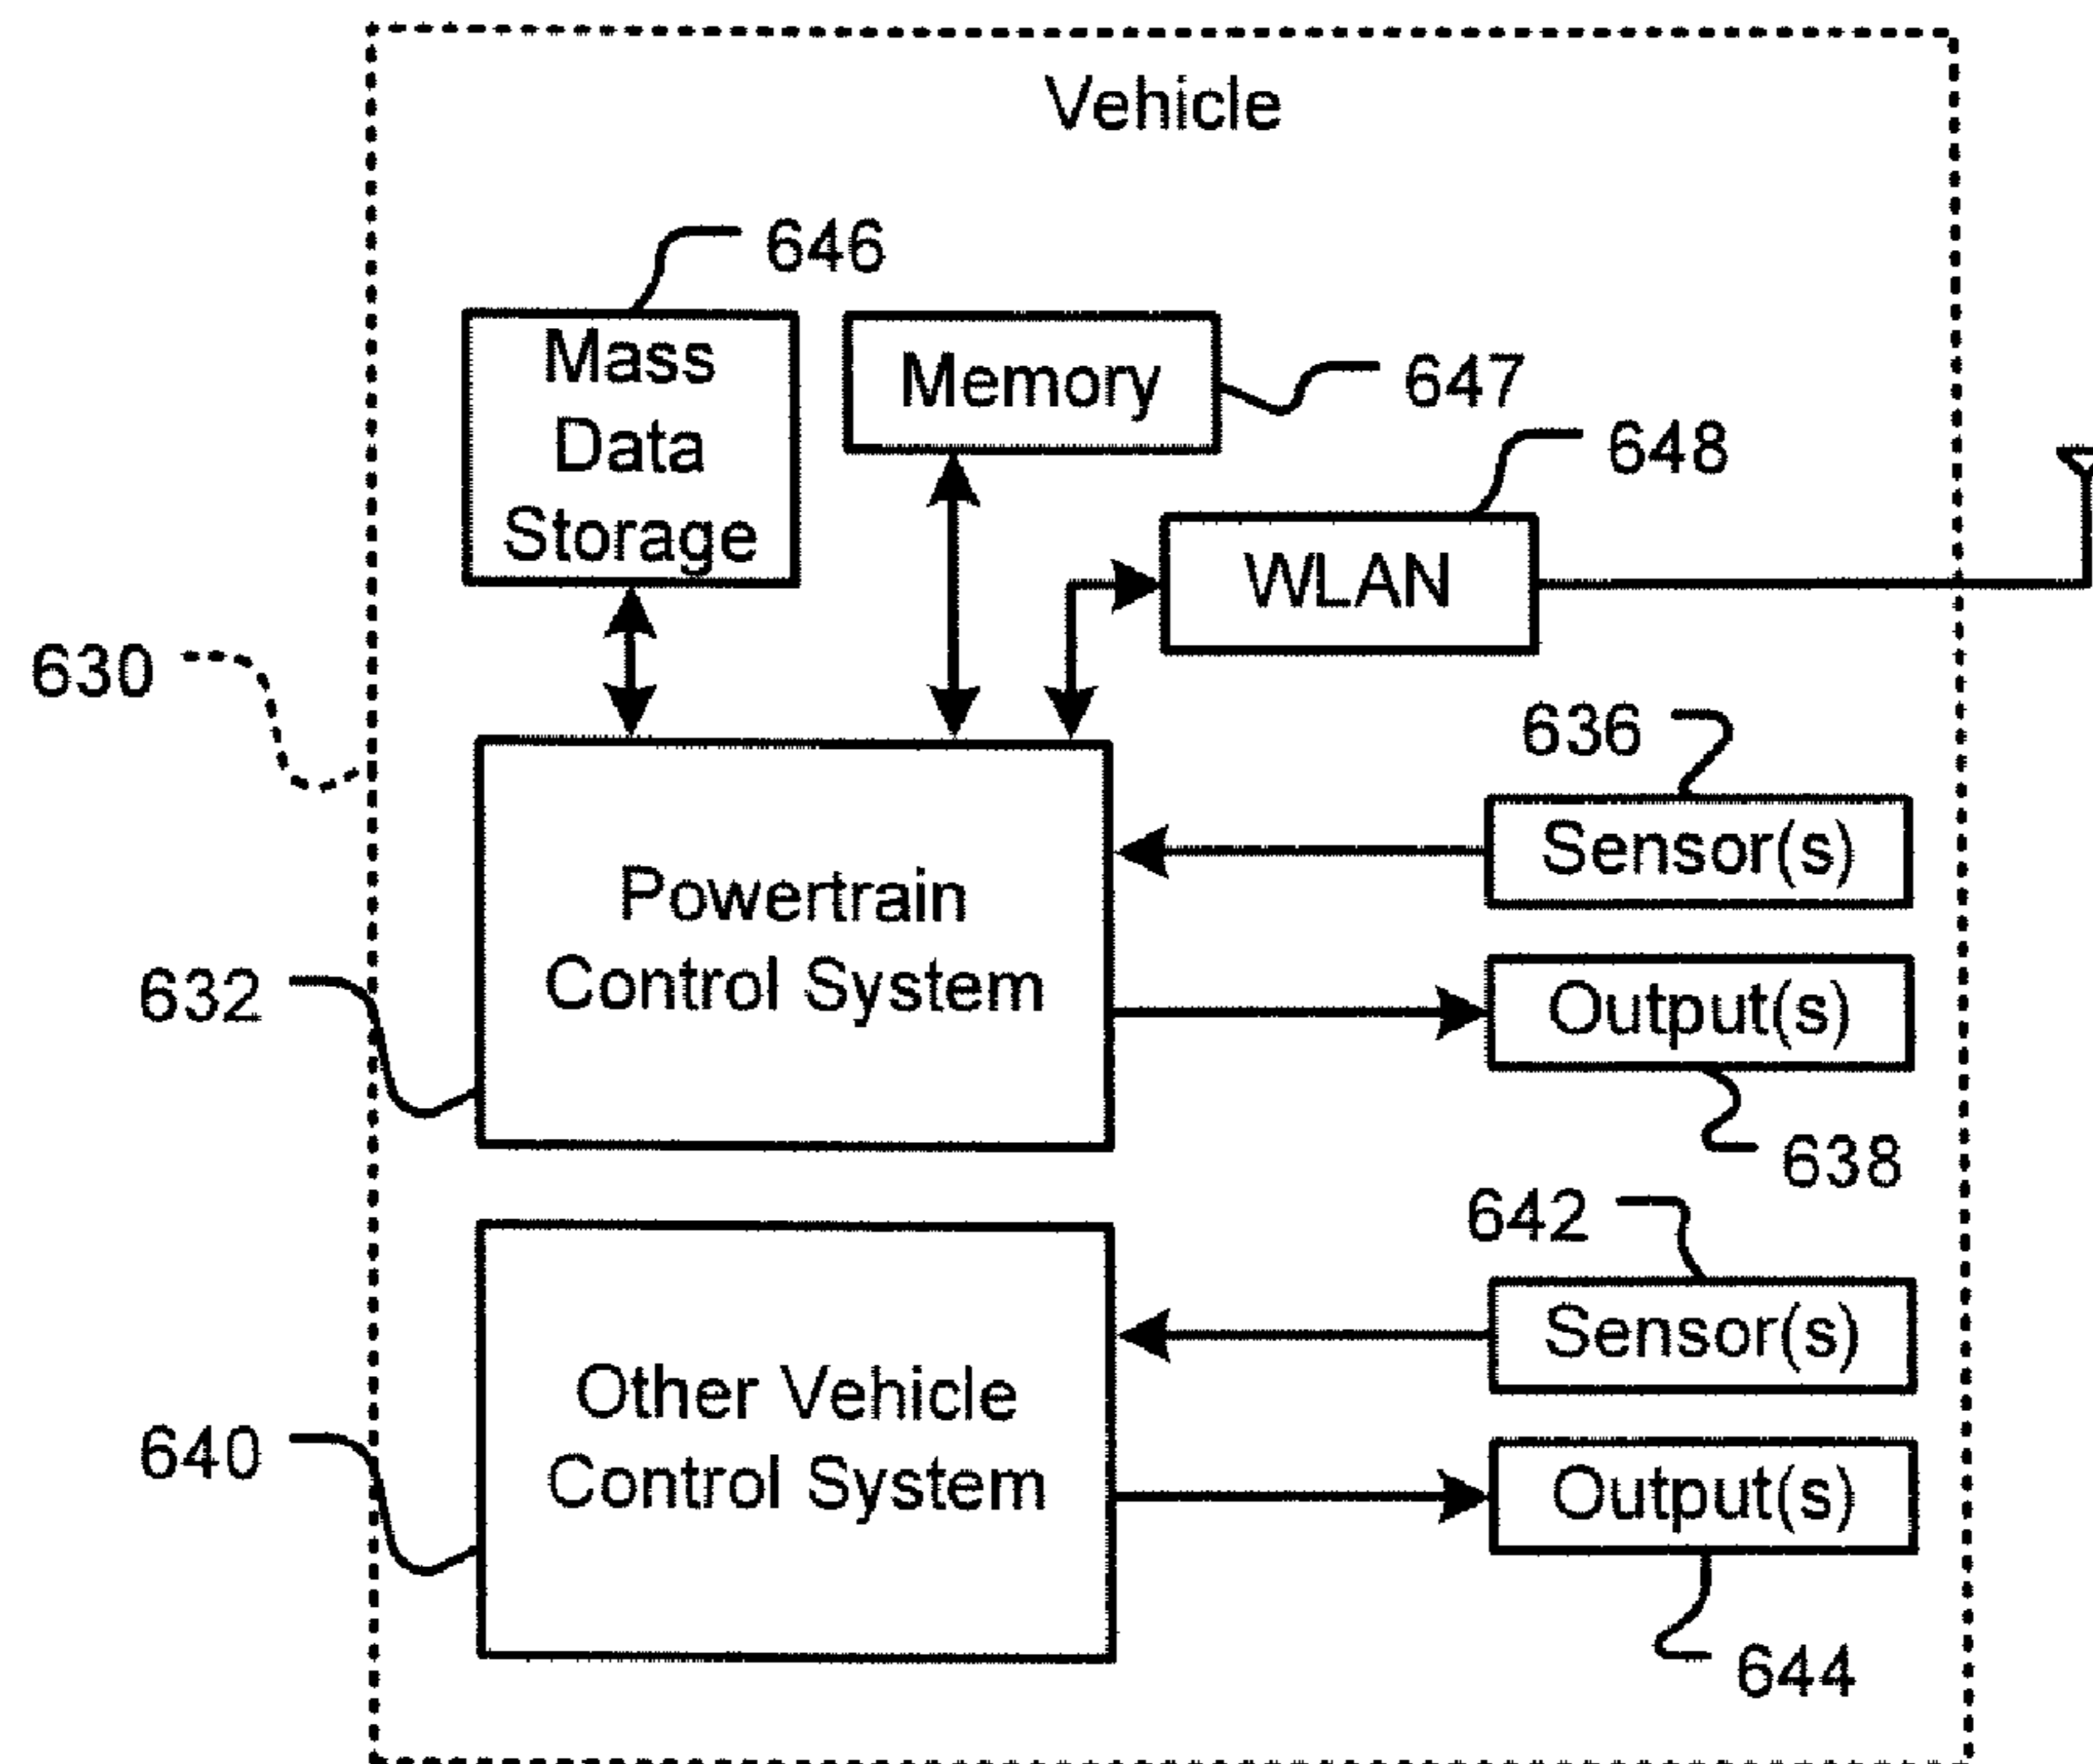 Vehicle
646
Mass
Data
Storage
Memory
647
648
WLAN
630
636
Sensor(s)
Powertrain
Control System
632
Output(s)
638
642
Sensor(s)
Other Vehicle
Control System
640
Output(s)
644